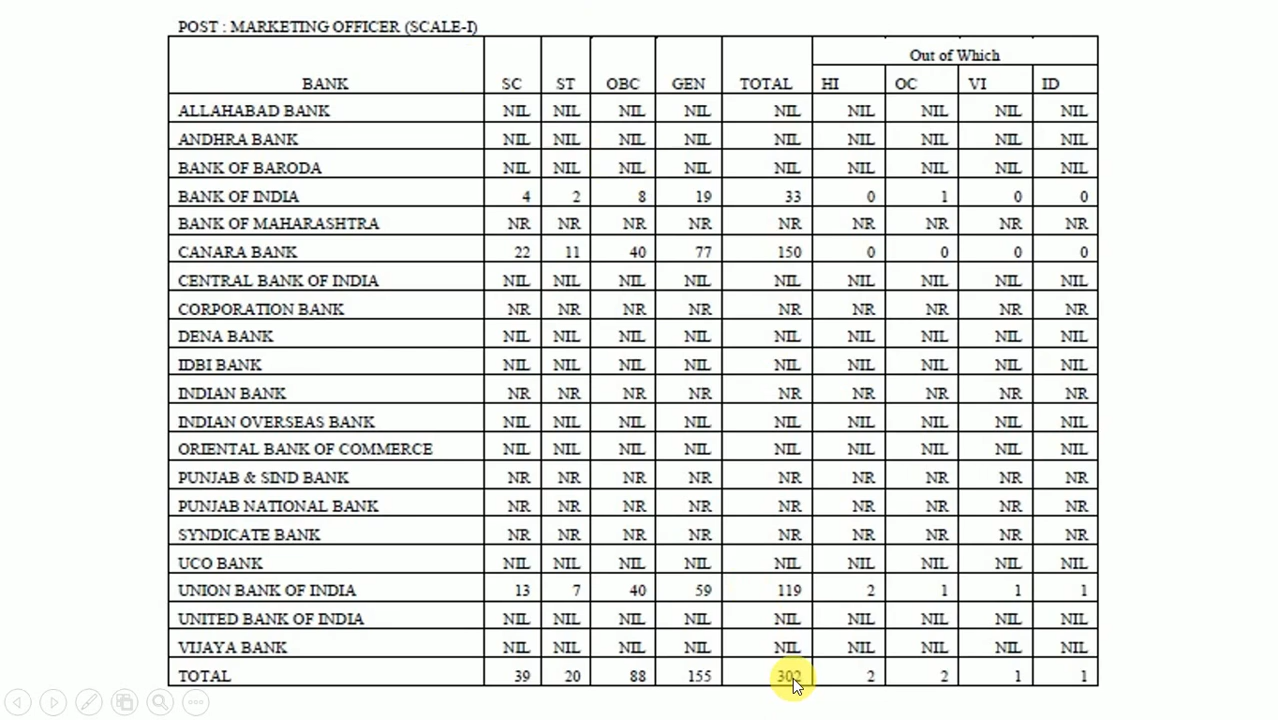 POST : MARKETING OFFICER (SCALE-I)
Out of Which
BANK SC ST OBC GEN TOTAL HI OC VI ID
ALLAHABAD BANK NIL NIL NIL NIL NIL NIL NIL NIL NIL
ANDHRA BANK NIL NIL NIL NIL NIL NIL NIL NIL NIL
BANK OF BARODA NIL NIL NIL NIL NIL NIL NIL NIL NIL
BANK OF INDIA 4 2 8 19 33 0 1 0 0
BANK OF MAHARASHTRA NR NR NR NR NR NR NR NR NR
CANARA BANK 22 11 40 77 150 0 0 0 0
CENTRAL BANK OF INDIA NIL NIL NIL NIL NIL NIL NIL NIL NIL
CORPORATION BANK NR NR NR NR NR NR NR NR NR
DENA BANK NIL NIL NIL NIL NIL NIL NIL NIL NIL
IDBI BANK NIL NIL NIL NIL NIL NIL NIL NIL NIL
INDIAN BANK NR NR NR NR NR NR NR NR NR
INDIAN OVERSEAS BANK NIL NIL NIL NIL NIL NIL NIL NIL NIL
ORIENTAL BANK OF COMMERCE NIL NIL NIL NIL NIL NIL NIL NIL NIL
PUNJAB & SIND BANK NR NR NR NR NR NR NR NR NR
PUNJAB NATIONAL BANK NR NR NR NR NR NR NR NR NR
SYNDICATE BANK NR NR NR NR NR NR NR NR NR
UCO BANK NIL NIL NIL NIL NIL NIL NIL NIL NIL
UNION BANK OF INDIA 13 7 40 59 119 2 1 1 1
UNITED BANK OF INDIA NIL NIL NIL NIL NIL NIL NIL NIL NIL
VIJAYA BANK NIL NIL NIL NIL NIL NIL NIL NIL NIL
TOTAL 39 20 88 155 302 2 2 1 1